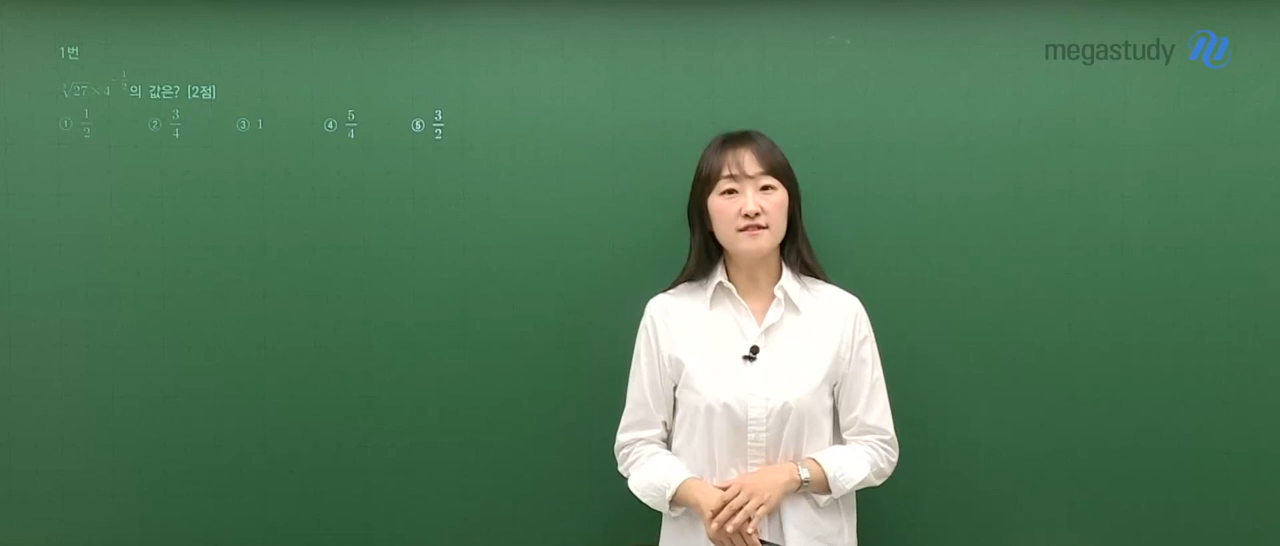 megastudy
1번
∛27 × 4^{-1/2}의 값은? [2점]
① 1/2 ② 3/4 ③ 1 ④ 5/4 ⑤ 3/2